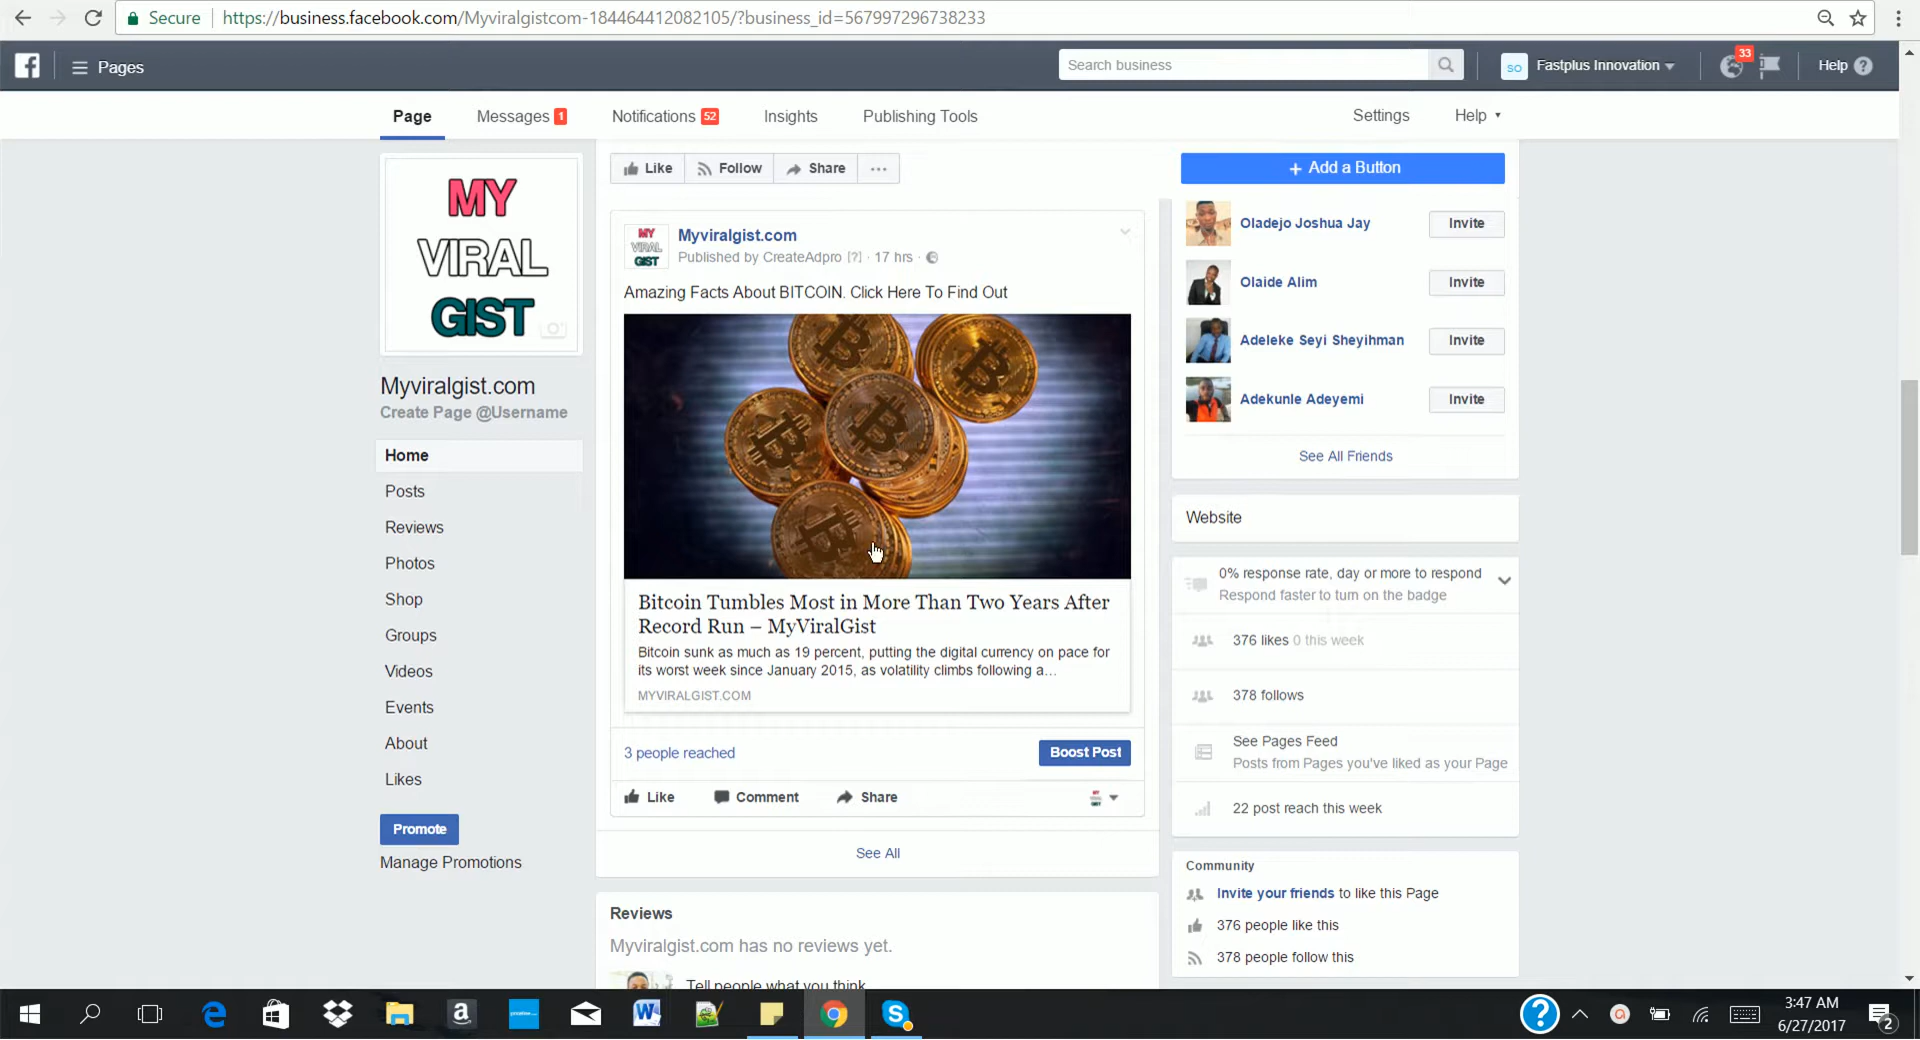 Secure https://business.facebook.com/Myviralgistcom-184464412082105/?business_id=567997296738233
Pages
Search business
SO
Fastplus Innovation
33
Help
Page
Messages 1
Notifications 52
Insights
Publishing Tools
Settings
Help
MY
VIRAL
GIST
Myviralgist.com
Create Page @Username
Home
Posts
Reviews
Photos
Shop
Groups
Videos
Events
About
Likes
Promote
Manage Promotions
Like
Follow
Share
MY
VIRAL
GIST
Myviralgist.com
Published by CreateAdpro [?] · 17 hrs ·
Amazing Facts About BITCOIN. Click Here To Find Out
Bitcoin Tumbles Most in More Than Two Years After
Record Run – MyViralGist
Bitcoin sunk as much as 19 percent, putting the digital currency on pace for
its worst week since January 2015, as volatility climbs following a...
MYVIRALGIST.COM
3 people reached
Boost Post
Like
Comment
Share
See All
Reviews
Myviralgist.com has no reviews yet.
Tell people what you think
+ Add a Button
Oladejo Joshua Jay
Invite
Olaide Alim
Invite
Adeleke Seyi Sheyihman
Invite
Adekunle Adeyemi
Invite
See All Friends
Website
0% response rate, day or more to respond
Respond faster to turn on the badge
376 likes 0 this week
378 follows
See Pages Feed
Posts from Pages you've liked as your Page
22 post reach this week
Community
Invite your friends to like this Page
376 people like this
378 people follow this
3:47 AM
6/27/2017
2